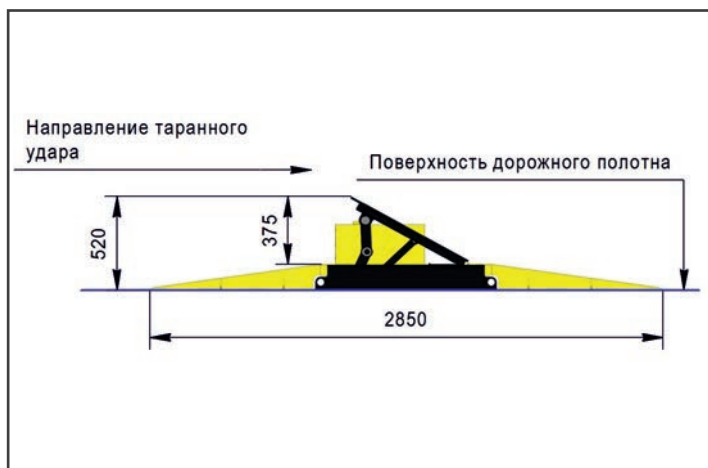 Направление таранного
удара
Поверхность дорожного полотна
520
375
2850